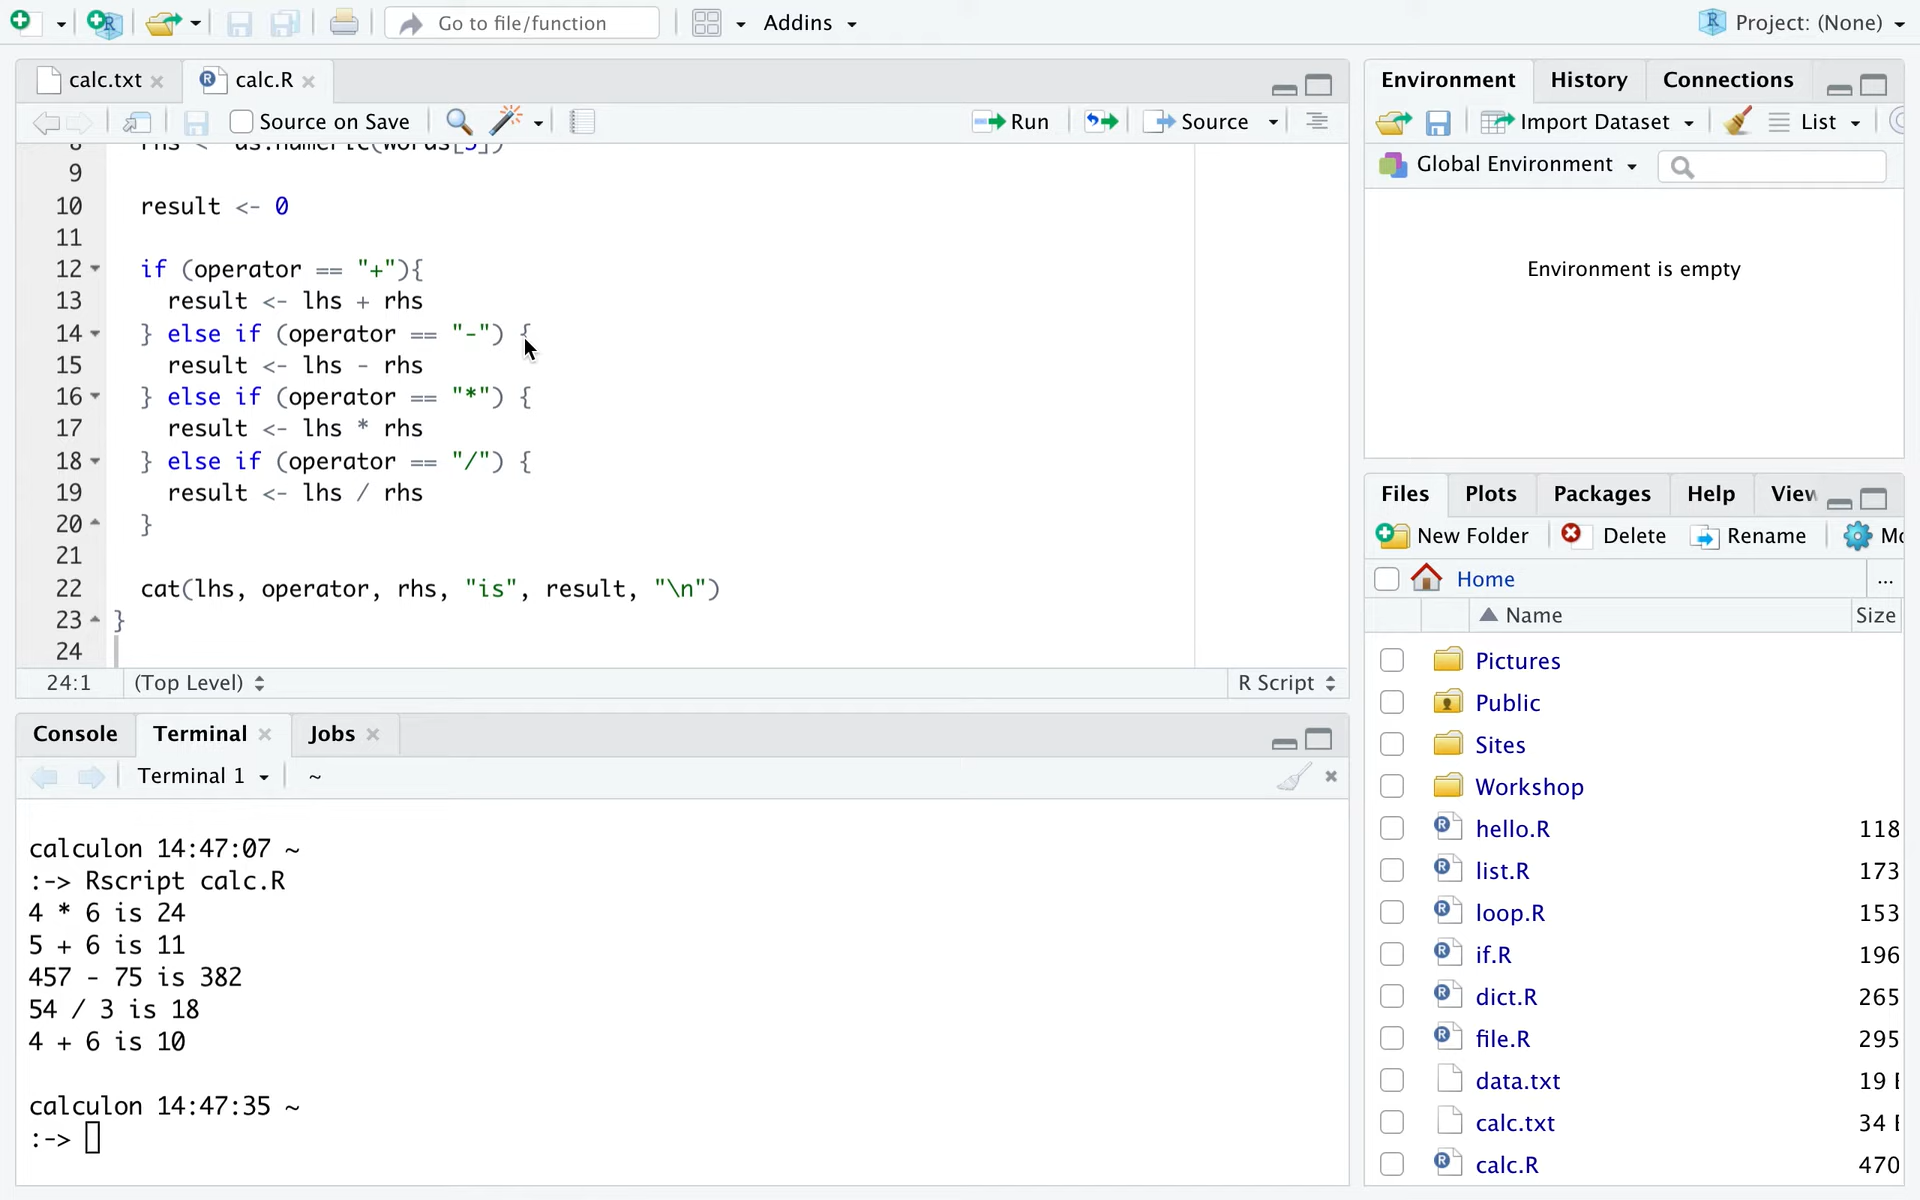 Go to file/function
Addins
Project: (None)
calc.txt
calc.R
Source on Save
Run
Source
9
10 result <- 0
11
12 if (operator == "+"){
13 result <- lhs + rhs
14 } else if (operator == "-") {
15 result <- lhs - rhs
16 } else if (operator == "*") {
17 result <- lhs * rhs
18 } else if (operator == "/") {
19 result <- lhs / rhs
20 }
21
22 cat(lhs, operator, rhs, "is", result, "\n")
23 }
24
24:1
(Top Level)
R Script
Console
Terminal
Jobs
Terminal 1
~
calculon 14:47:07 ~
:-> Rscript calc.R
4 * 6 is 24
5 + 6 is 11
457 - 75 is 382
54 / 3 is 18
4 + 6 is 10
calculon 14:47:35 ~
:->
Environment
History
Connections
Import Dataset
List
Global Environment
Environment is empty
Files
Plots
Packages
Help
New Folder
Delete
Rename
Home
...
Name
Size
Pictures
Public
Sites
Workshop
hello.R 118
list.R 173
loop.R 153
if.R 196
dict.R 265
file.R 295
data.txt 19
calc.txt 34
calc.R 470